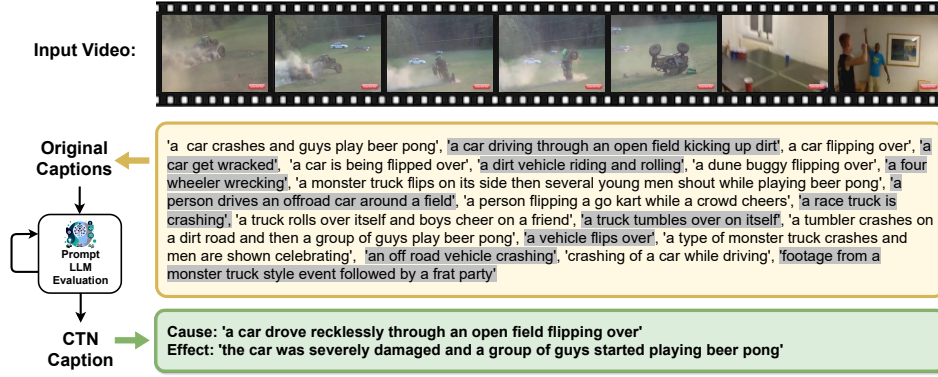 Input Video:
Original
Captions
'a car crashes and guys play beer pong', 'a car driving through an open field kicking up dirt', a car flipping over', 'a
car get wracked', 'a car is being flipped over', 'a dirt vehicle riding and rolling', 'a dune buggy flipping over', 'a four
wheeler wrecking', 'a monster truck flips on its side then several young men shout while playing beer pong', 'a
person drives an offroad car around a field', 'a person flipping a go kart while a crowd cheers', 'a race truck is
crashing', 'a truck rolls over itself and boys cheer on a friend', 'a truck tumbles over on itself', 'a tumbler crashes on
a dirt road and then a group of guys play beer pong', 'a vehicle flips over', 'a type of monster truck crashes and
men are shown celebrating', 'an off road vehicle crashing', 'crashing of a car while driving', 'footage from a
monster truck style event followed by a frat party'
Prompt
LLM
Evaluation
CTN
Caption
Cause: 'a car drove recklessly through an open field flipping over'
Effect: 'the car was severely damaged and a group of guys started playing beer pong'